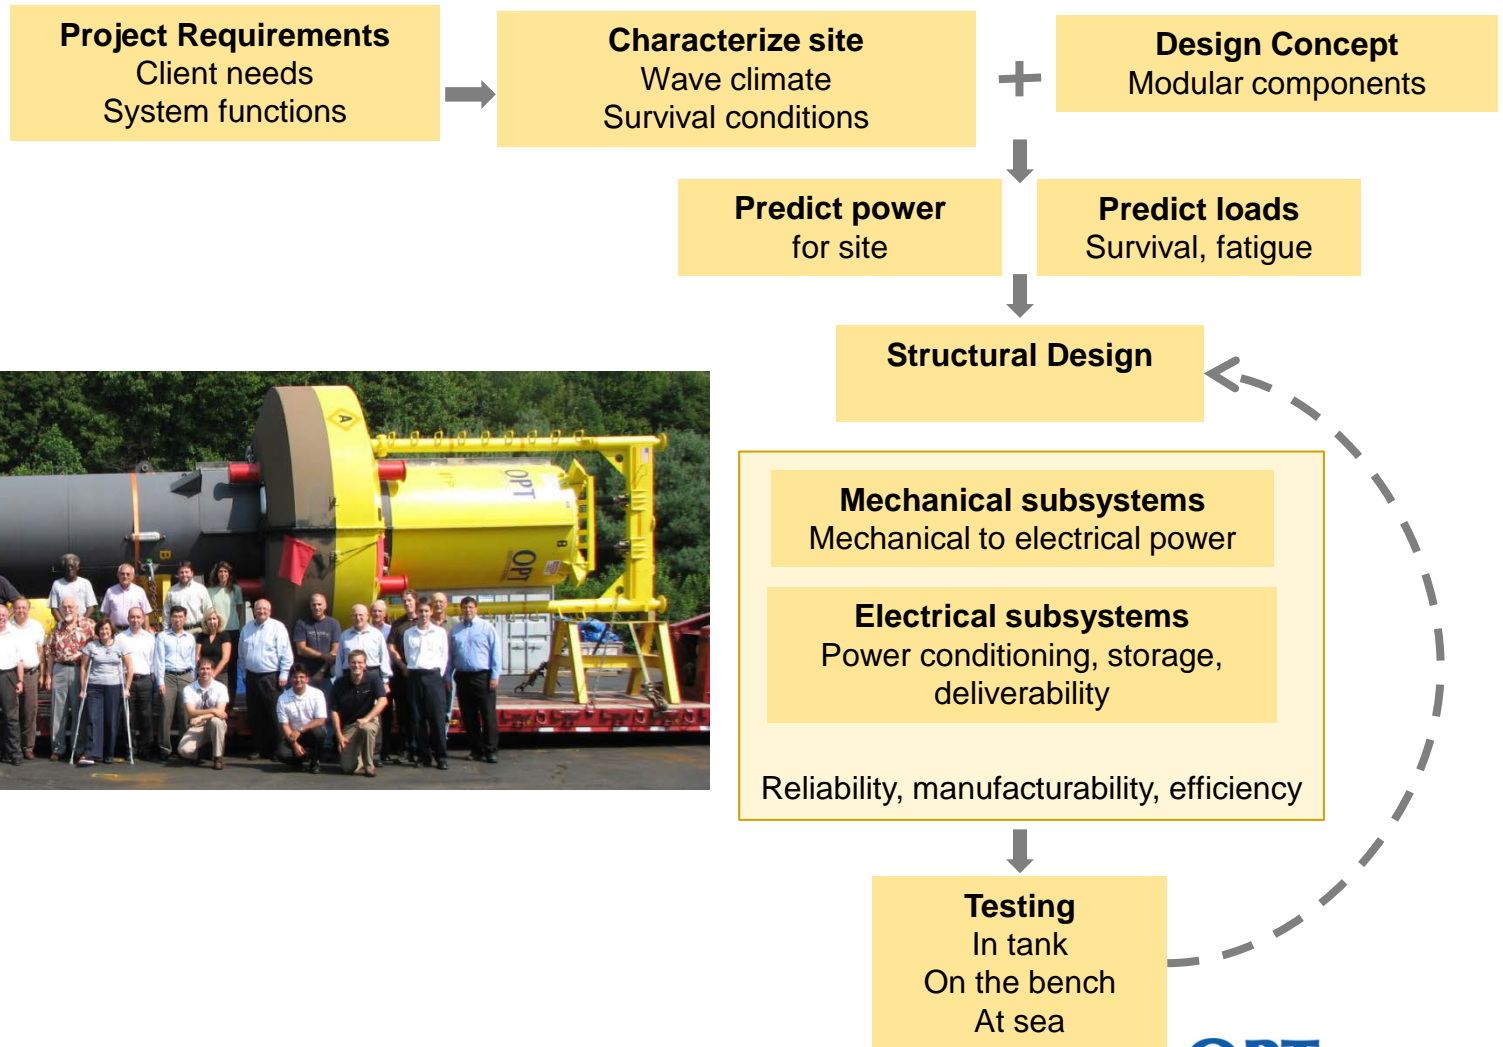 Project Requirements
Client needs
System functions
Characterize site
Wave climate
Survival conditions
+
Design Concept
Modular components
Predict power
for site
Predict loads
Survival, fatigue
Structural Design
Mechanical subsystems
Mechanical to electrical power
Electrical subsystems
Power conditioning, storage,
deliverability
Reliability, manufacturability, efficiency
Testing
In tank
On the bench
At sea
A
OPT
OPT
B
B
OPT